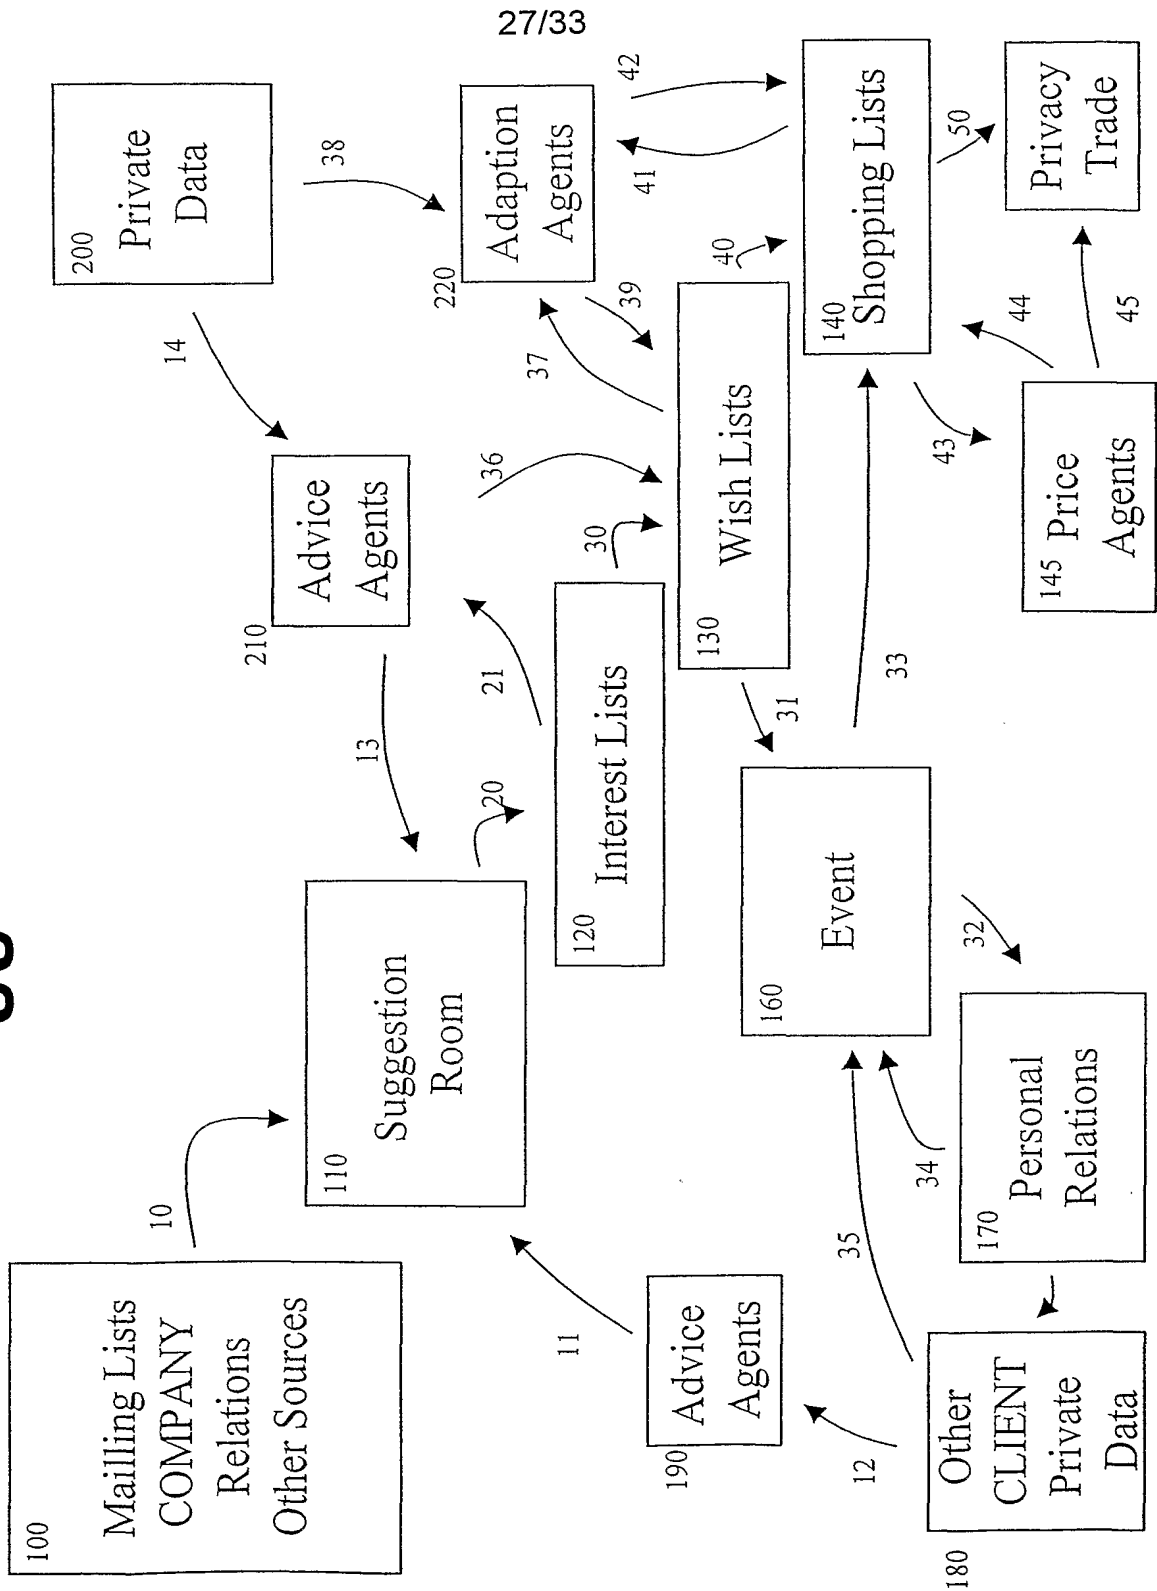 27/33
100
Mailling Lists
COMPANY
Relations
Other Sources
10
110
Suggestion
Room
13
14
200
Private
Data
210
Advice
Agents
38
20
21
36
220
Adaption
Agents
11
120
Interest Lists
30
37
39
41
42
190
Advice
Agents
130
Wish Lists
40
31
12
35
160
Event
33
140
Shopping Lists
34
32
43
50
180
Other
CLIENT
Private
Data
170
Personal
Relations
44
45
145
Price
Agents
Privacy
Trade